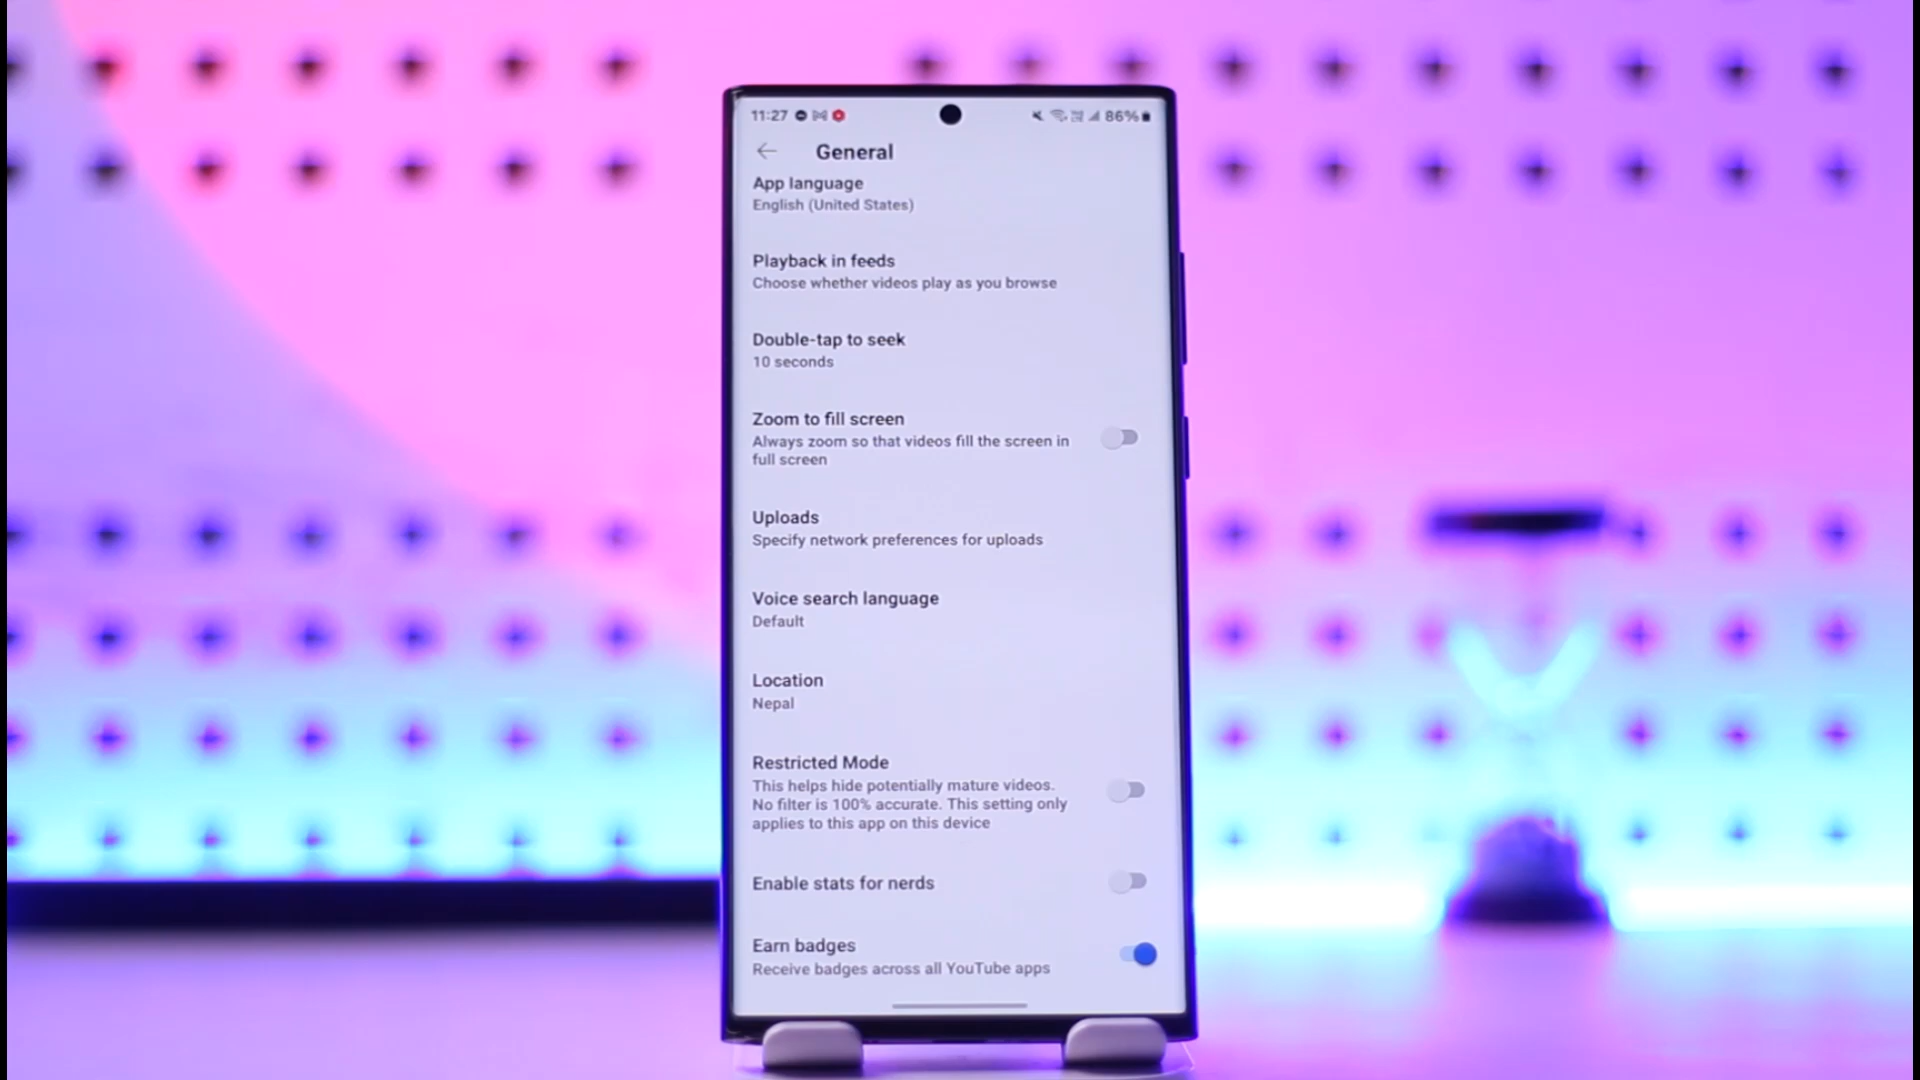 11:27 86%
General
App language
English (United States)
Playback in feeds
Choose whether videos play as you browse
Double-tap to seek
10 seconds
Zoom to fill screen
Always zoom so that videos fill the screen in
full screen
Uploads
Specify network preferences for uploads
Voice search language
Default
Location
Nepal
Restricted Mode
This helps hide potentially mature videos.
No filter is 100% accurate. This setting only
applies to this app on this device
Enable stats for nerds
Earn badges
Receive badges across all YouTube apps